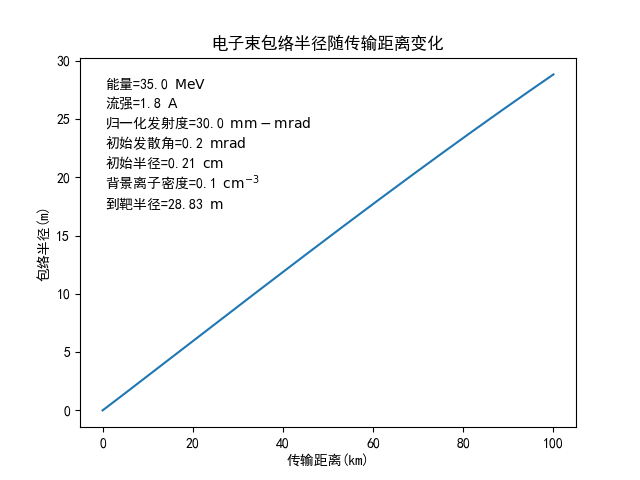 电子束包络半径随传输距离变化
能量=35.0 MeV
流强=1.8 A
归一化发射度=30.0 mm−mrad
初始发散角=0.2 mrad
初始半径=0.21 cm
背景离子密度=0.1 cm⁻³
到靶半径=28.83 m
包络半径(m)
30
25
20
15
10
5
0
0 20 40 60 80 100
传输距离(km)